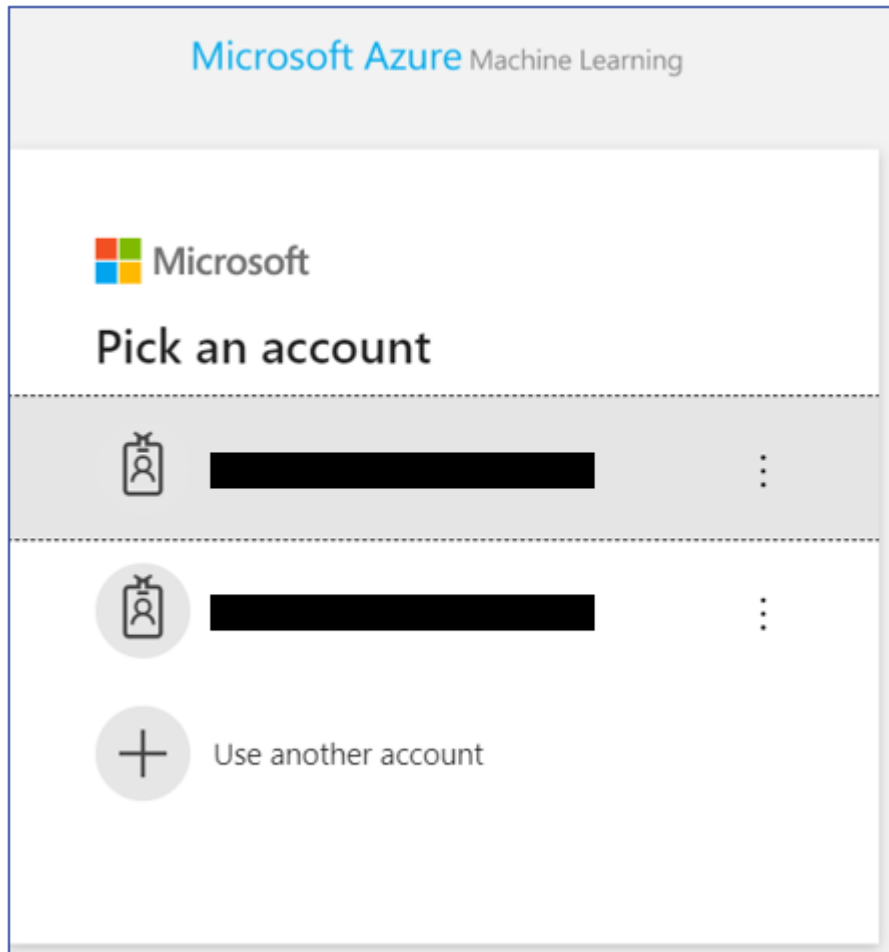 Microsoft Azure Machine Learning
Microsoft
Pick an account
Use another account